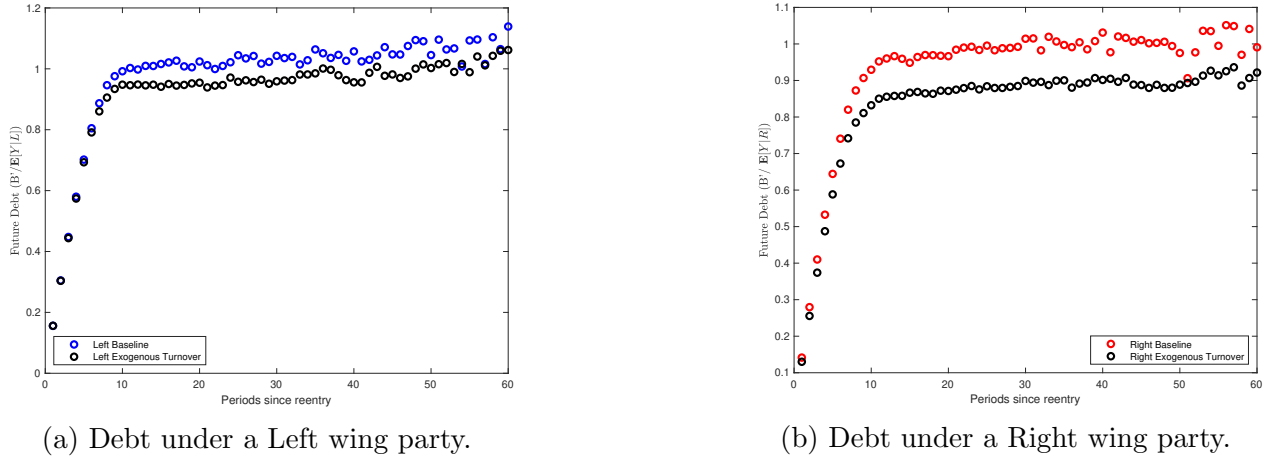 1.2
1
0.8
0.6
0.4
0.2
0
0 10 20 30 40 50 60
Future Debt (B'/E[Y|L])
Periods since reentry
Left Baseline
Left Exogenous Turnover
(a) Debt under a Left wing party.
1.1
1
0.9
0.8
0.7
0.6
0.5
0.4
0.3
0.2
0.1
0 10 20 30 40 50 60
Future Debt (B'/ E[Y|R])
Periods since reentry
Right Baseline
Right Exogenous Turnover
(b) Debt under a Right wing party.